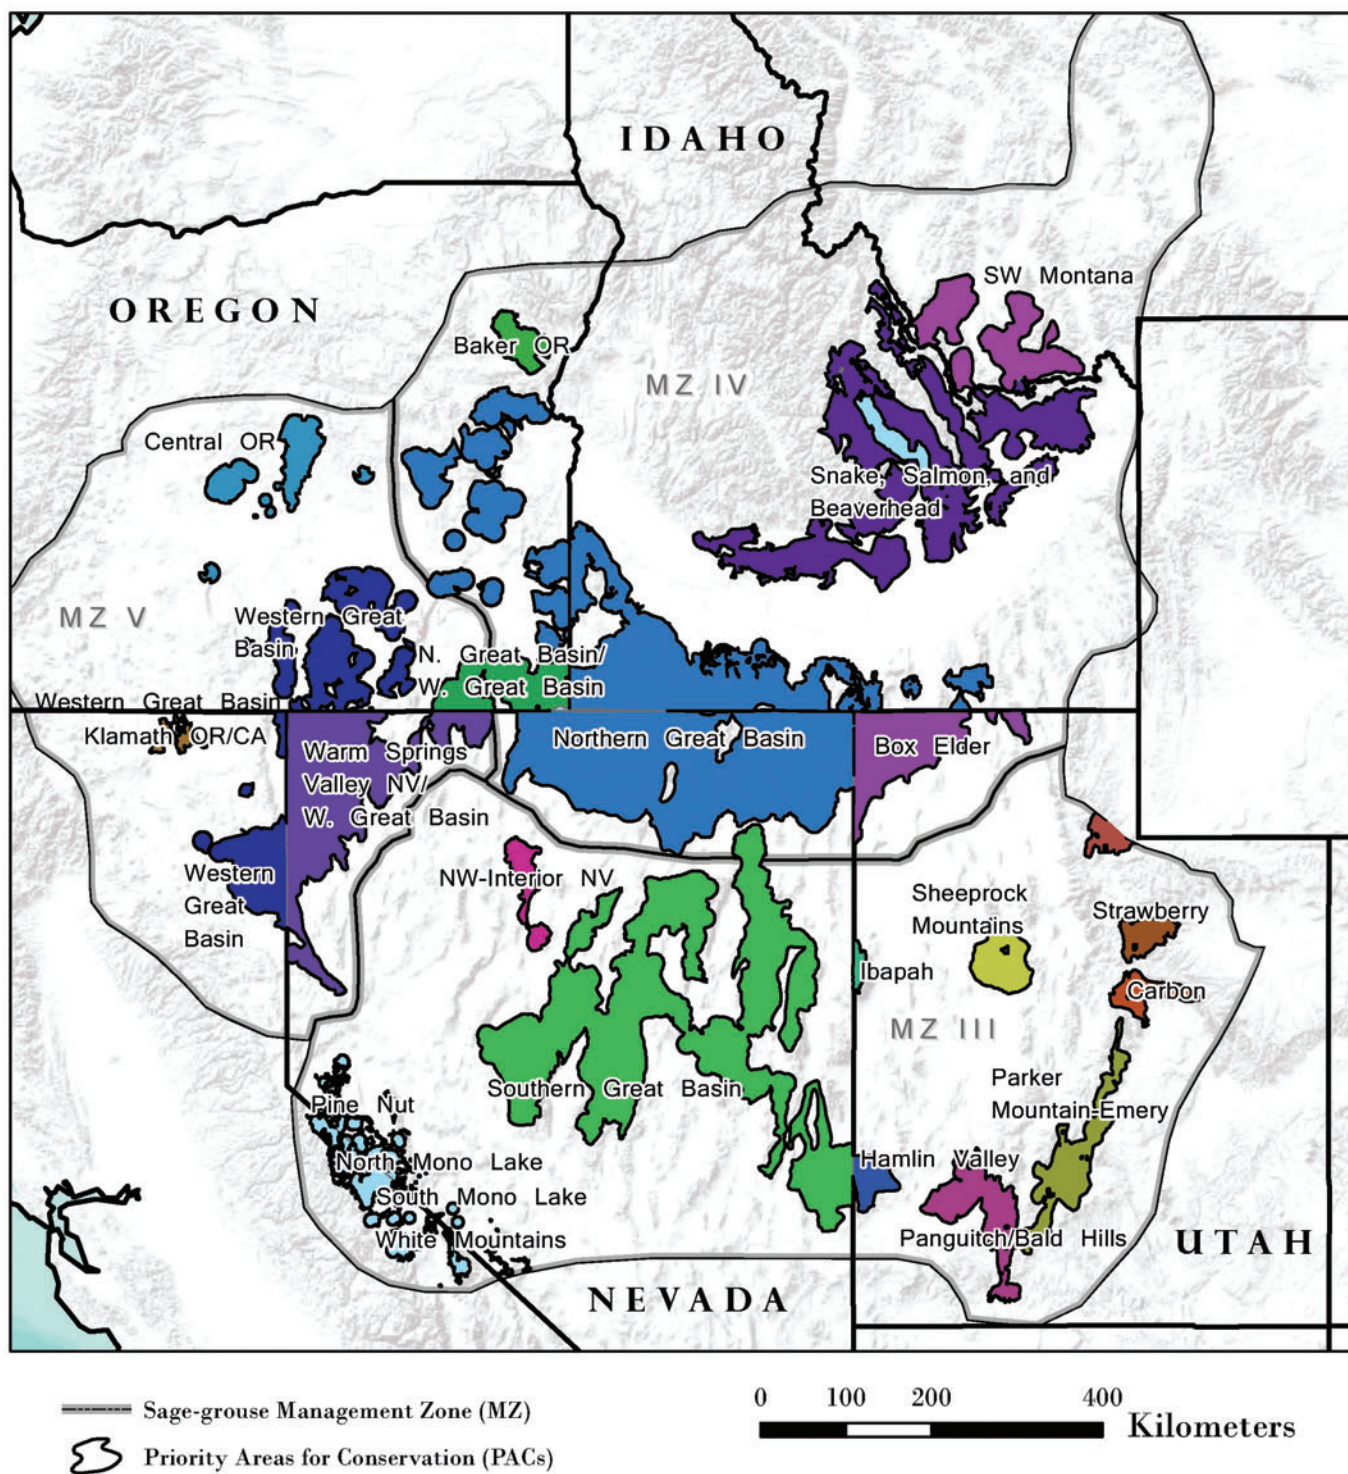 IDAHO
SW Montana
OREGON
Baker OR
MZ IV
Central OR
Snake, Salmon, and
Beaverhead
MZ V
Western Great
Basin
N. Great Basin/
W. Great Basin
Western Great Basin
Klamath OR/CA
Warm Springs
Valley NV/
W. Great Basin
Northern Great Basin
Box Elder
Western
Great
Basin
NW-Interior NV
Sheeprock
Mountains
Strawberry
Ibapah
Carbon
MZ III
Southern Great Basin
Parker
Mountain-Emery
Pine Nut
North Mono Lake
South Mono Lake
White Mountains
Hamlin Valley
Panguitch/Bald Hills
UTAH
NEVADA
0 100 200 400
Kilometers
Sage-grouse Management Zone (MZ)
Priority Areas for Conservation (PACs)